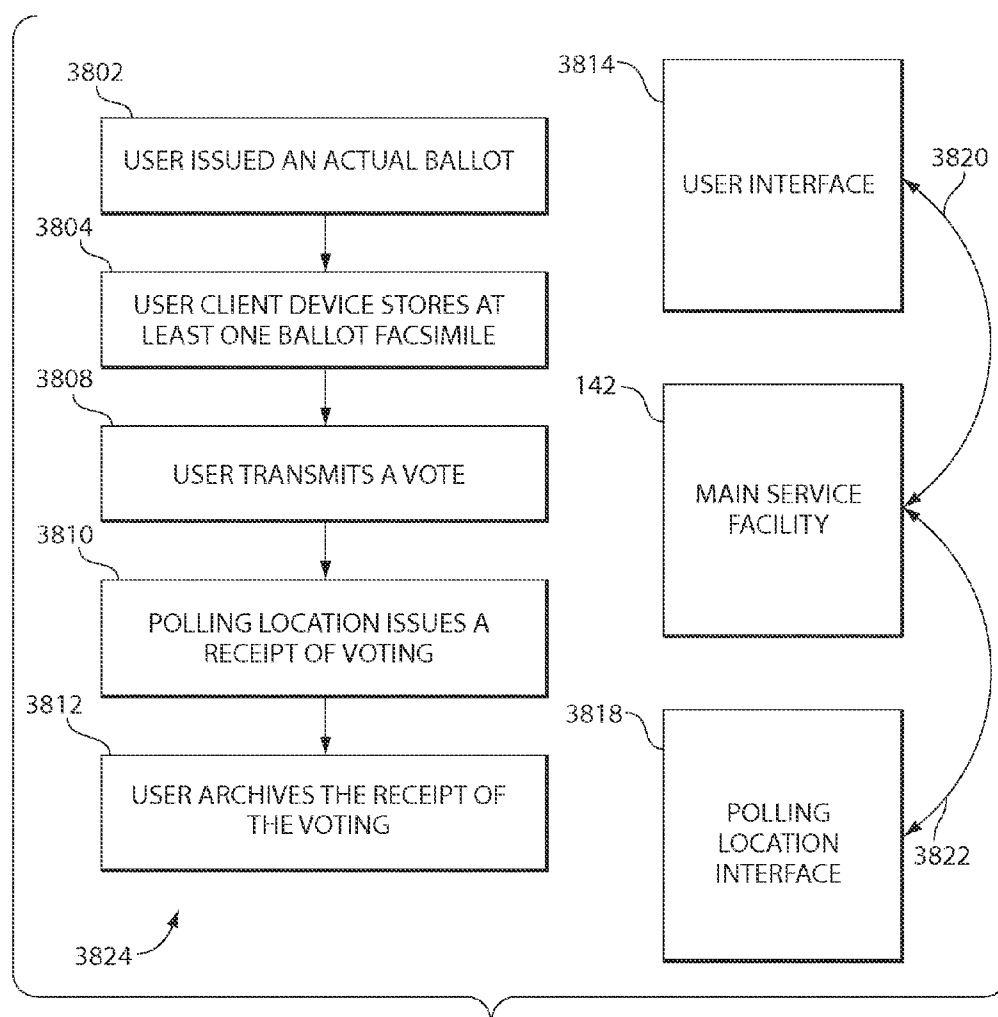 3802
USER ISSUED AN ACTUAL BALLOT
3804
USER CLIENT DEVICE STORES AT
LEAST ONE BALLOT FACSIMILE
3808
USER TRANSMITS A VOTE
3810
POLLING LOCATION ISSUES A
RECEIPT OF VOTING
3812
USER ARCHIVES THE RECEIPT OF
THE VOTING
3824
3814
USER INTERFACE
3820
142
MAIN SERVICE
FACILITY
3818
POLLING
LOCATION
INTERFACE
3822